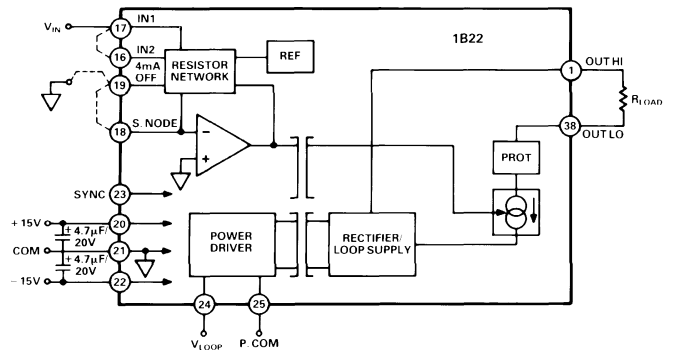 1B22
V_IN
17
IN1
16
IN2
4mA
OFF
19
18
S. NODE
RESISTOR
NETWORK
REF
1
OUT HI
R_LOAD
38
OUT LO
PROT
−
+
SYNC
23
+15V
20
+ 4.7µF/
20V
COM
21
+ 4.7µF/
20V
−15V
22
POWER
DRIVER
RECTIFIER/
LOOP SUPPLY
24
25
V_LOOP
P. COM